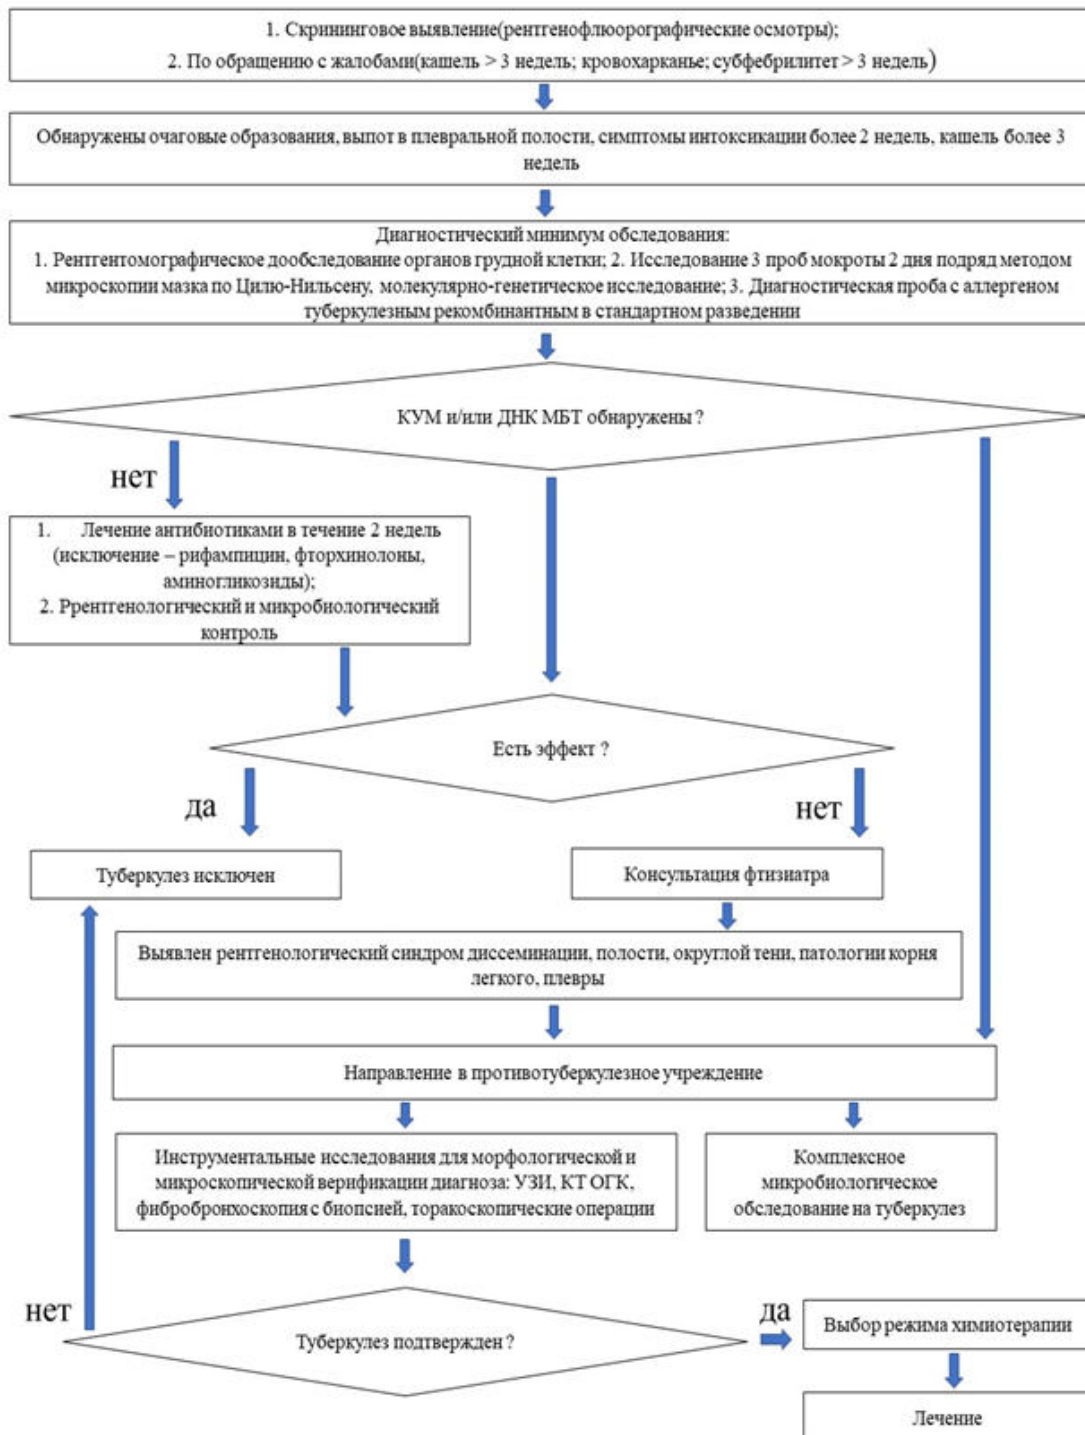 1. Скрининговое выявление(рентгенофлюорографические осмотры);
2. По обращению с жалобами(кашель > 3 недель; кровохарканье; субфебрилитет > 3 недель)
Обнаружены очаговые образования, выпот в плевральной полости, симптомы интоксикации более 2 недель, кашель более 3
недель
Диагностический минимум обследования:
1. Рентгентомографическое дообследование органов грудной клетки; 2. Исследование 3 проб мокроты 2 дня подряд методом
микроскопии мазка по Цилю-Нильсену, молекулярно-генетическое исследование; 3. Диагностическая проба с аллергеном
туберкулезным рекомбинантным в стандартном разведении
КУМ и/или ДНК МБТ обнаружены ?
нет
1. Лечение антибиотиками в течение 2 недель
(исключение – рифампицин, фторхинолоны,
аминогликозиды);
2. Ррентгенологический и микробиологический
контроль
Есть эффект ?
да
нет
Туберкулез исключен
Консультация фтизиатра
Выявлен рентгенологический синдром диссеминации, полости, округлой тени, патологии корня
легкого, плевры
Направление в противотуберкулезное учреждение
Инструментальные исследования для морфологической и
микроскопической верификации диагноза: УЗИ, КТ ОГК,
фибробронхоскопия с биопсией, торакоскопические операции
Комплексное
микробиологическое
обследование на туберкулез
нет
Туберкулез подтвержден ?
да
Выбор режима химиотерапии
Лечение